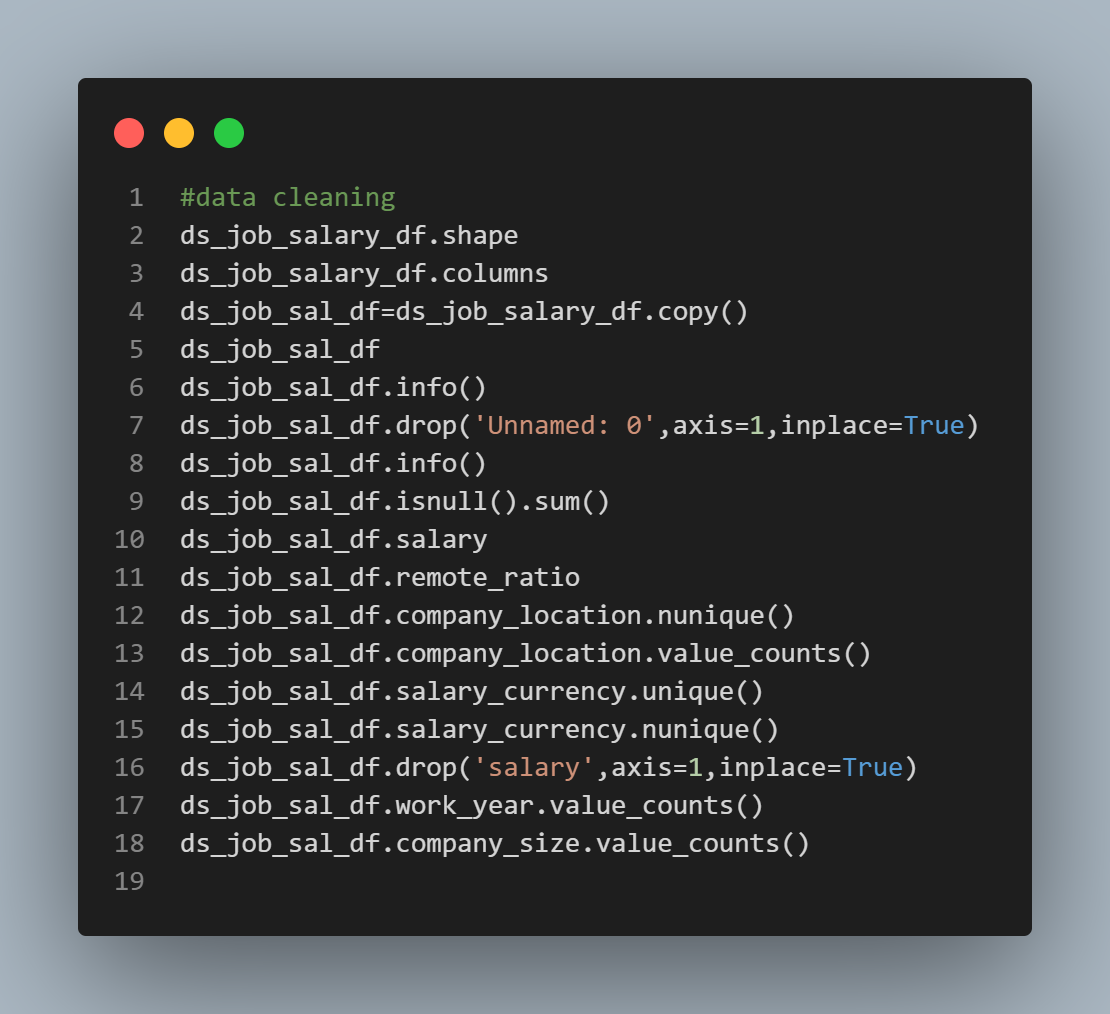 1 #data cleaning
2 ds_job_salary_df.shape
3 ds_job_salary_df.columns
4 ds_job_sal_df=ds_job_salary_df.copy()
5 ds_job_sal_df
6 ds_job_sal_df.info()
7 ds_job_sal_df.drop('Unnamed: 0',axis=1,inplace=True)
8 ds_job_sal_df.info()
9 ds_job_sal_df.isnull().sum()
10 ds_job_sal_df.salary
11 ds_job_sal_df.remote_ratio
12 ds_job_sal_df.company_location.nunique()
13 ds_job_sal_df.company_location.value_counts()
14 ds_job_sal_df.salary_currency.unique()
15 ds_job_sal_df.salary_currency.nunique()
16 ds_job_sal_df.drop('salary',axis=1,inplace=True)
17 ds_job_sal_df.work_year.value_counts()
18 ds_job_sal_df.company_size.value_counts()
19